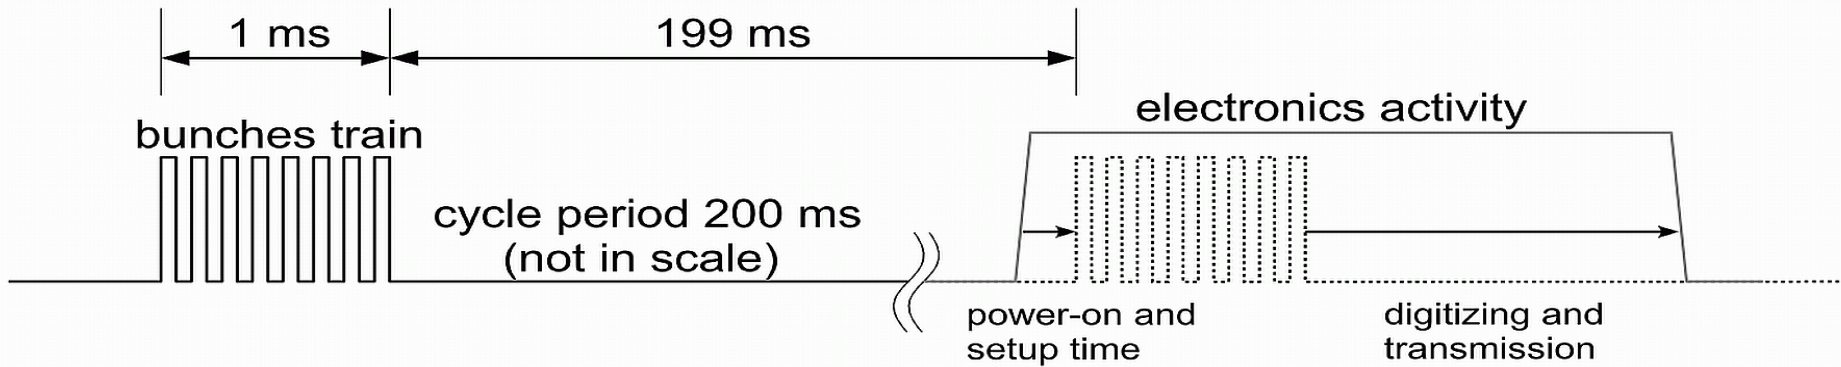 1 ms
199 ms
electronics activity
bunches train
cycle period 200 ms
(not in scale)
power-on and
setup time
digitizing and
transmission